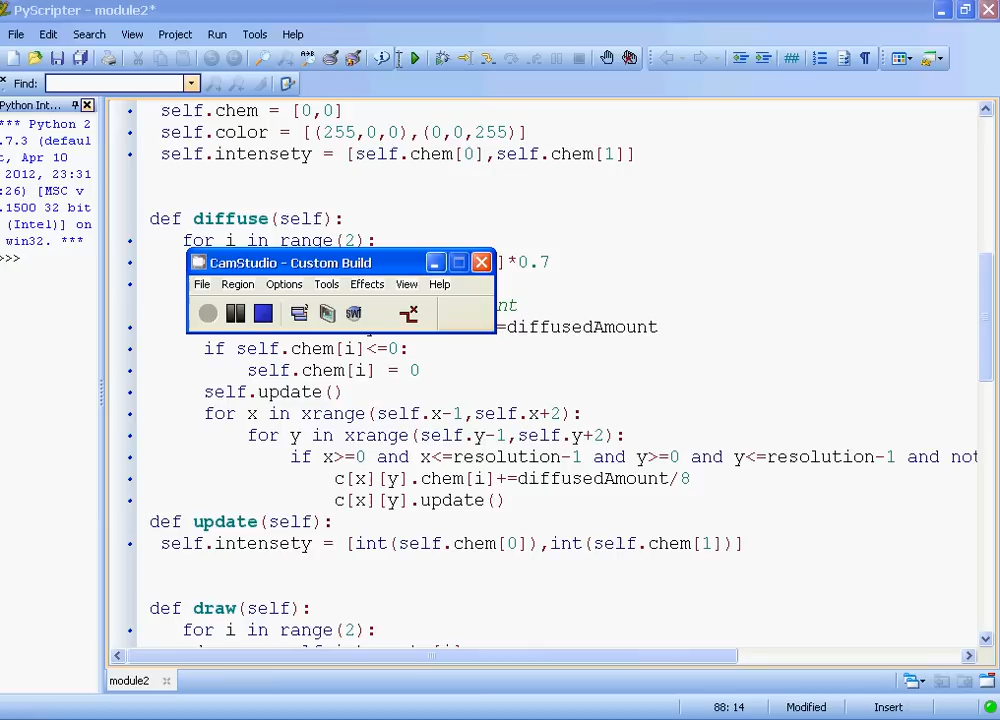 PyScripter - module2*
File Edit Search View Project Run Tools Help
Find:
Python Int...
*** Python 2
.7.3 (defaul
t, Apr 10
2012, 23:31
:26) [MSC v
.1500 32 bit
(Intel)] on
win32. ***
>>>
self.chem = [0,0]
self.color = [(255,0,0),(0,0,255)]
self.intensety = [self.chem[0],self.chem[1]]
def diffuse(self):
for i in range(2):
]*0.7
CamStudio - Custom Build
File Region Options Tools Effects View Help
SWF
nt
=diffusedAmount
if self.chem[i]<=0:
self.chem[i] = 0
self.update()
for x in xrange(self.x-1,self.x+2):
for y in xrange(self.y-1,self.y+2):
if x>=0 and x<=resolution-1 and y>=0 and y<=resolution-1 and not
c[x][y].chem[i]+=diffusedAmount/8
c[x][y].update()
def update(self):
self.intensety = [int(self.chem[0]),int(self.chem[1])]
def draw(self):
for i in range(2):
module2
88: 14 Modified Insert